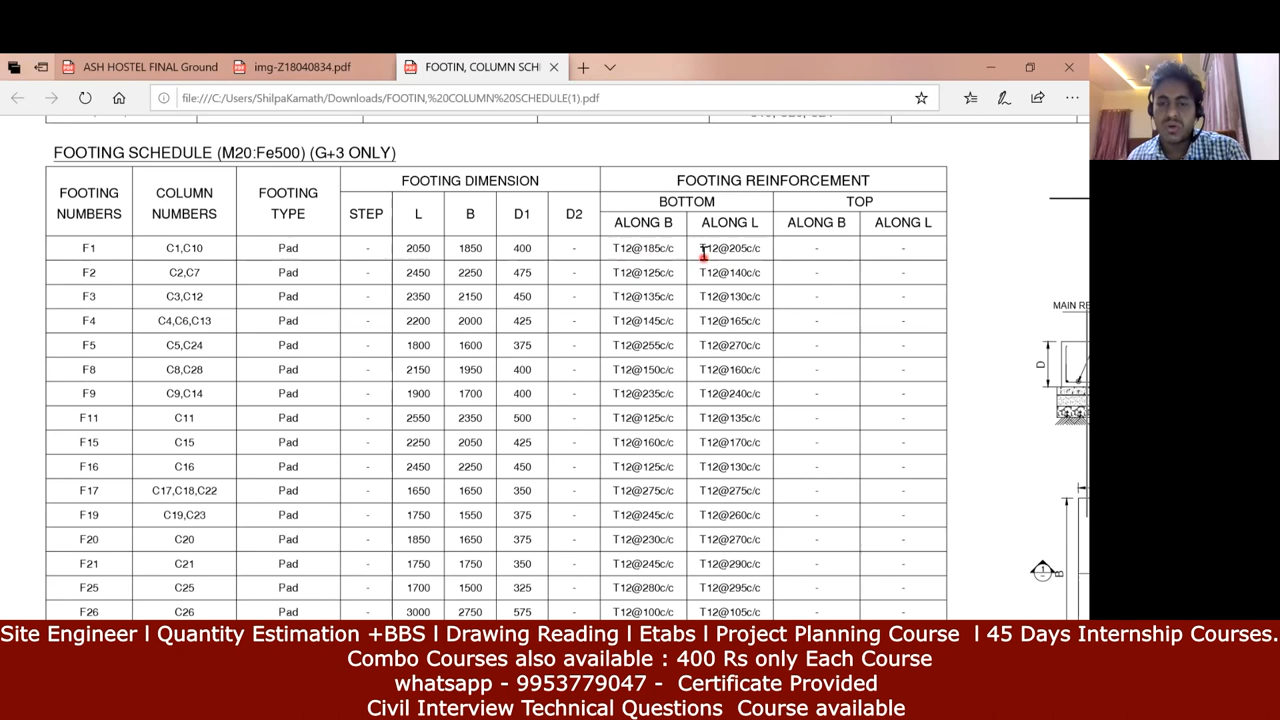 ASH HOSTEL FINAL Ground
img-Z18040834.pdf
FOOTIN, COLUMN SCH
file:///C:/Users/ShilpaKamath/Downloads/FOOTIN,%20COLUMN%20SCHEDULE(1).pdf
FOOTING SCHEDULE (M20:Fe500) (G+3 ONLY)
FOOTING NUMBERS COLUMN NUMBERS FOOTING TYPE FOOTING DIMENSION FOOTING REINFORCEMENT
STEP L B D1 D2 BOTTOM TOP
ALONG B ALONG L ALONG B ALONG L
F1 C1,C10 Pad - 2050 1850 400 - T12@185c/c T12@205c/c - -
F2 C2,C7 Pad - 2450 2250 475 - T12@125c/c T12@140c/c - -
F3 C3,C12 Pad - 2350 2150 450 - T12@135c/c T12@130c/c - -
F4 C4,C6,C13 Pad - 2200 2000 425 - T12@145c/c T12@165c/c - -
F5 C5,C24 Pad - 1800 1600 375 - T12@255c/c T12@270c/c - -
F8 C8,C28 Pad - 2150 1950 400 - T12@150c/c T12@160c/c - -
F9 C9,C14 Pad - 1900 1700 400 - T12@235c/c T12@240c/c - -
F11 C11 Pad - 2550 2350 500 - T12@125c/c T12@135c/c - -
F15 C15 Pad - 2250 2050 425 - T12@160c/c T12@170c/c - -
F16 C16 Pad - 2450 2250 450 - T12@125c/c T12@130c/c - -
F17 C17,C18,C22 Pad - 1650 1650 350 - T12@275c/c T12@275c/c - -
F19 C19,C23 Pad - 1750 1550 375 - T12@245c/c T12@260c/c - -
F20 C20 Pad - 1850 1650 375 - T12@230c/c T12@270c/c - -
F21 C21 Pad - 1750 1750 350 - T12@245c/c T12@290c/c - -
F25 C25 Pad - 1700 1500 325 - T12@280c/c T12@295c/c - -
F26 C26 Pad - 3000 2750 575 - T12@100c/c T12@105c/c - -
MAIN RE
D
B
1
Site Engineer l Quantity Estimation +BBS l Drawing Reading l Etabs l Project Planning Course l 45 Days Internship Courses.
Combo Courses also available : 400 Rs only Each Course
whatsapp - 9953779047 - Certificate Provided
Civil Interview Technical Questions Course available